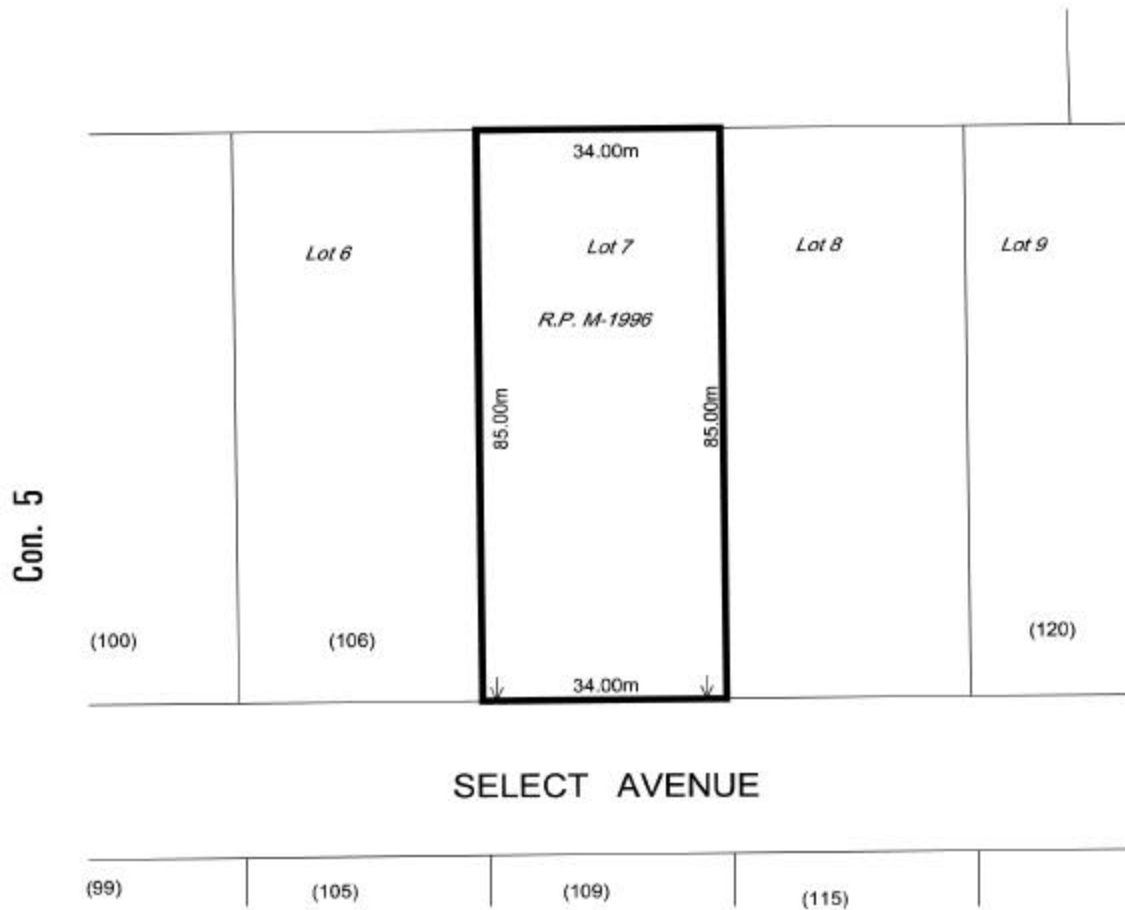 34.00m
Lot 6
Lot 7
Lot 8
Lot 9
R.P. M-1996
85.00m
85.00m
Con. 5
(100)
(106)
(120)
34.00m
SELECT AVENUE
(99)
(105)
(109)
(115)